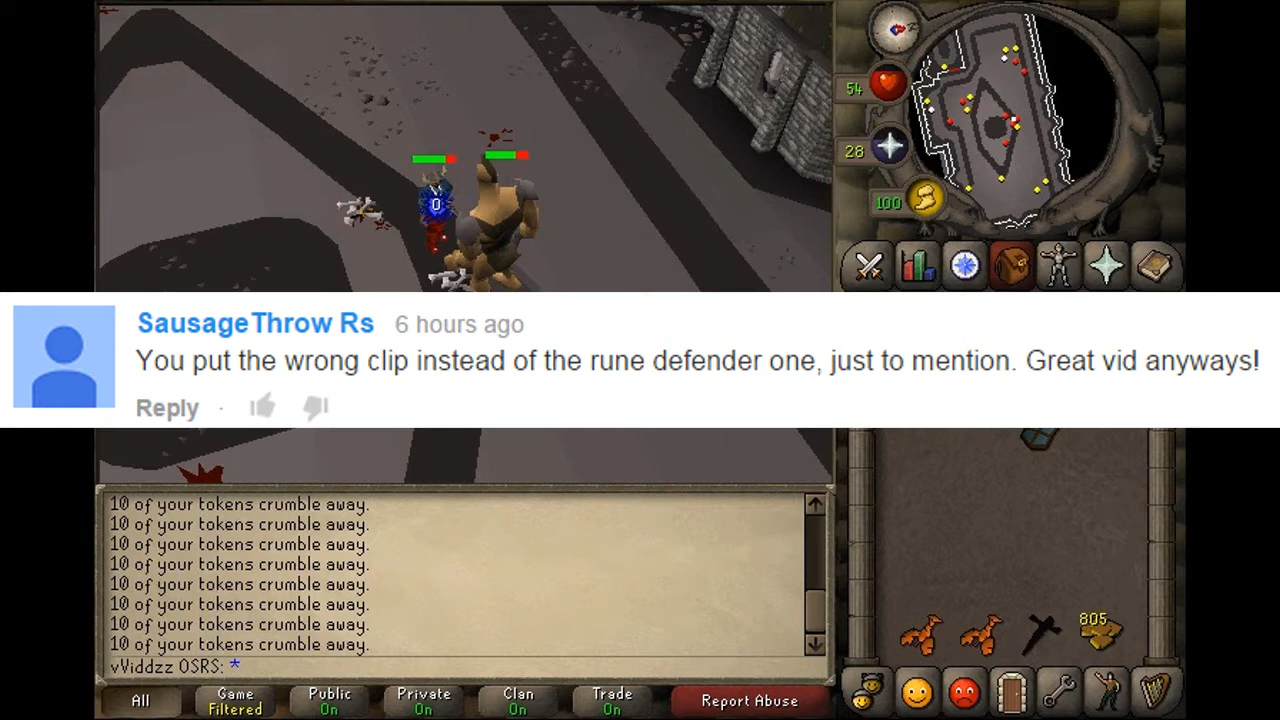 54
28
100
0
SausageThrow Rs 6 hours ago
You put the wrong clip instead of the rune defender one, just to mention. Great vid anyways!
Reply ·
10 of your tokens crumble away.
10 of your tokens crumble away.
10 of your tokens crumble away.
10 of your tokens crumble away.
10 of your tokens crumble away.
10 of your tokens crumble away.
10 of your tokens crumble away.
10 of your tokens crumble away.
vViddzz OSRS: *
805
All
Game Filtered
Public On
Private On
Clan On
Trade On
Report Abuse